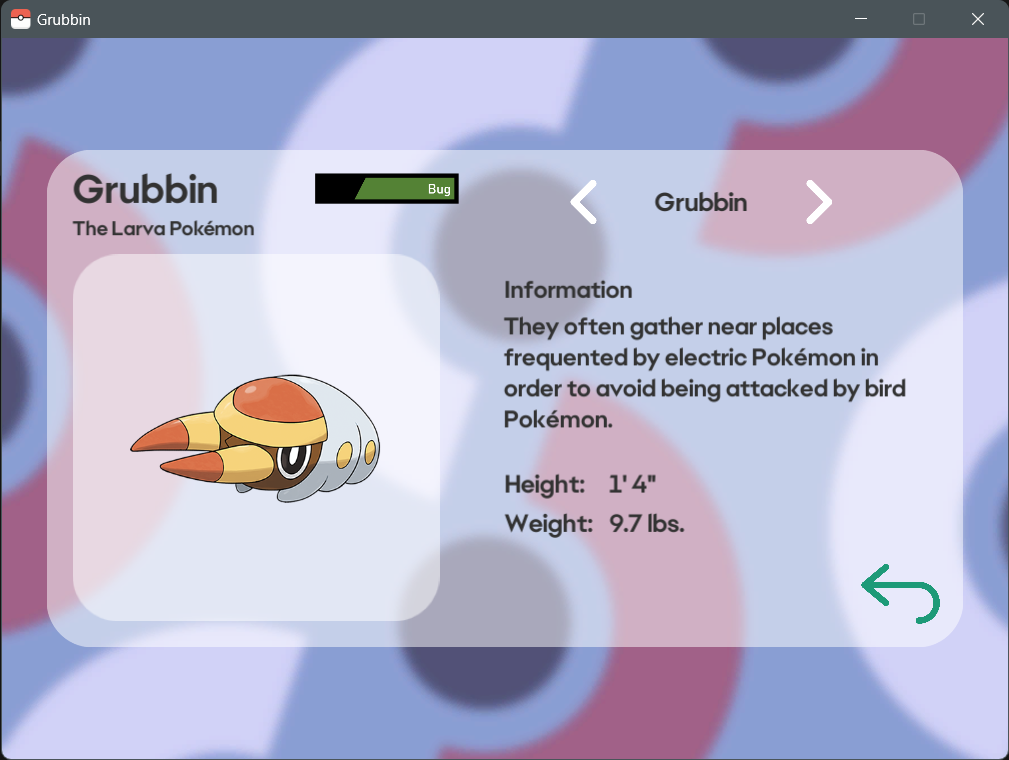 Grubbin
Grubbin
The Larva Pokémon
Bug
Grubbin
Information
They often gather near places
frequented by electric Pokémon in
order to avoid being attacked by bird
Pokémon.
Height: 1' 4"
Weight: 9.7 lbs.